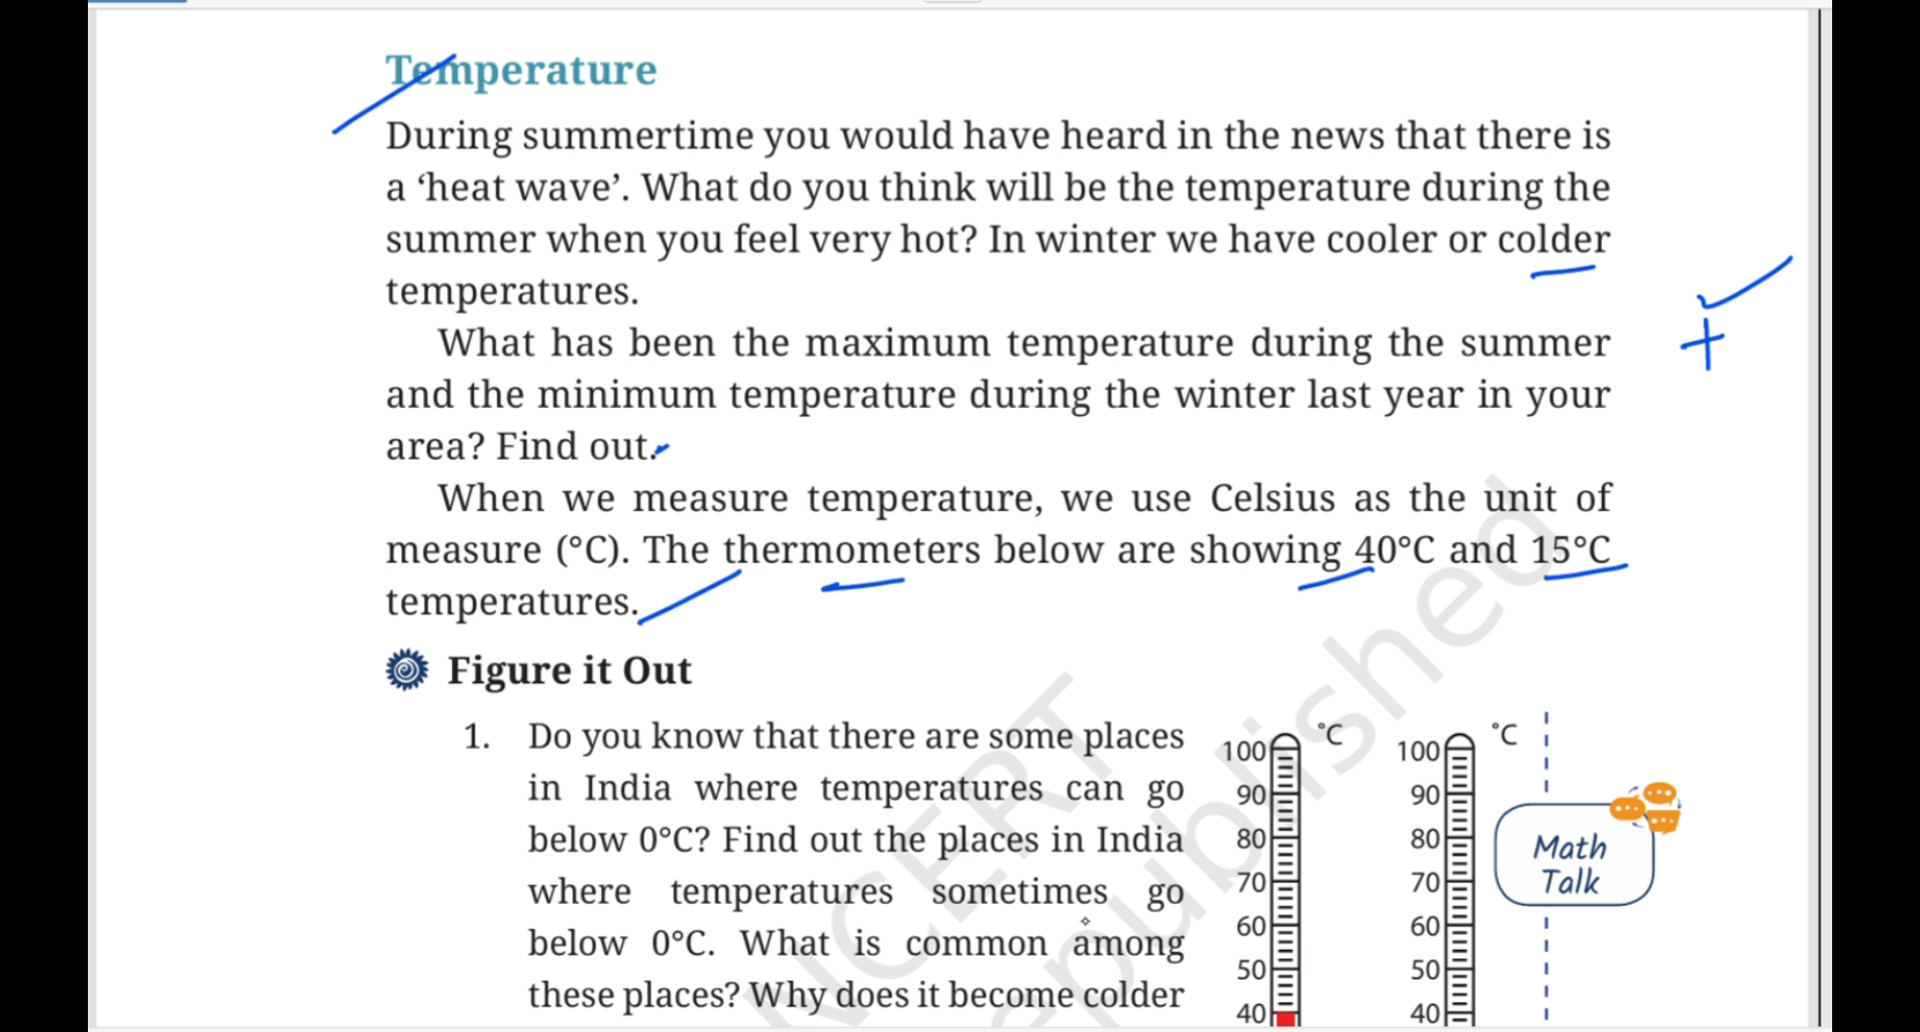 Temperature
During summertime you would have heard in the news that there is
a ‘heat wave’. What do you think will be the temperature during the
summer when you feel very hot? In winter we have cooler or colder
temperatures.
What has been the maximum temperature during the summer
and the minimum temperature during the winter last year in your
area? Find out.
When we measure temperature, we use Celsius as the unit of
measure (°C). The thermometers below are showing 40°C and 15°C
temperatures.
Figure it Out
1. Do you know that there are some places
in India where temperatures can go
below 0°C? Find out the places in India
where temperatures sometimes go
below 0°C. What is common among
these places? Why does it become colder
°C
100
90
80
70
60
50
40
°C
100
90
80
70
60
50
40
Math
Talk
+
NCERT